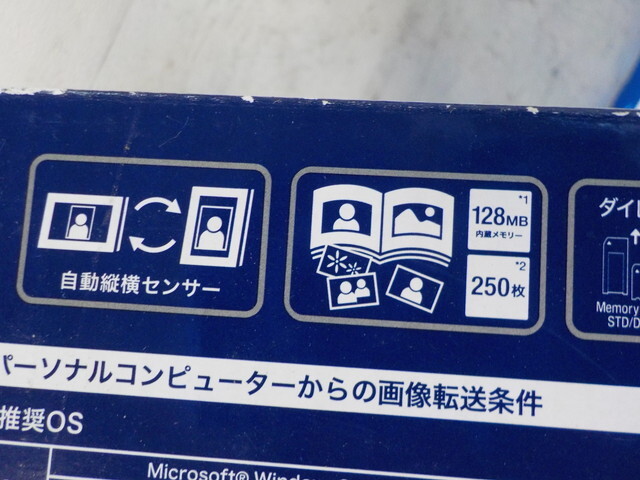 自動縦横センサー
*1
128MB
内蔵メモリー
*2
250枚
ダイレ
Memory
STD/D
パーソナルコンピューターからの画像転送条件
推奨OS
Microsoft® Windows